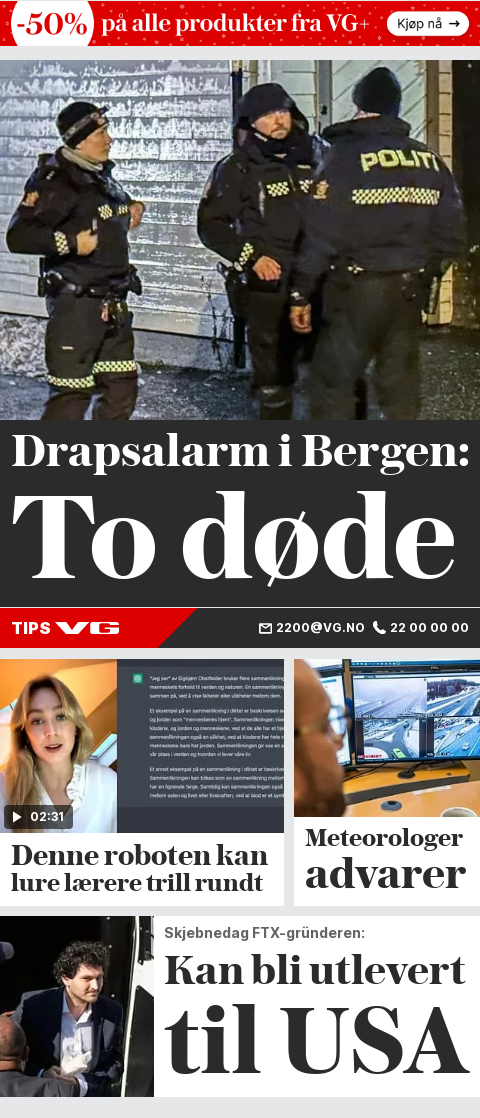 -50%
på alle produkter fra VG+
Kjøp nå
POLITI
Drapsalarm i Bergen:
To døde
TIPS VG
2200@VG.NO
22 00 00 00
02:31
Denne roboten kan
lure lærere trill rundt
Meteorologer
advarer
Skjebnedag FTX-gründeren:
Kan bli utlevert
til USA